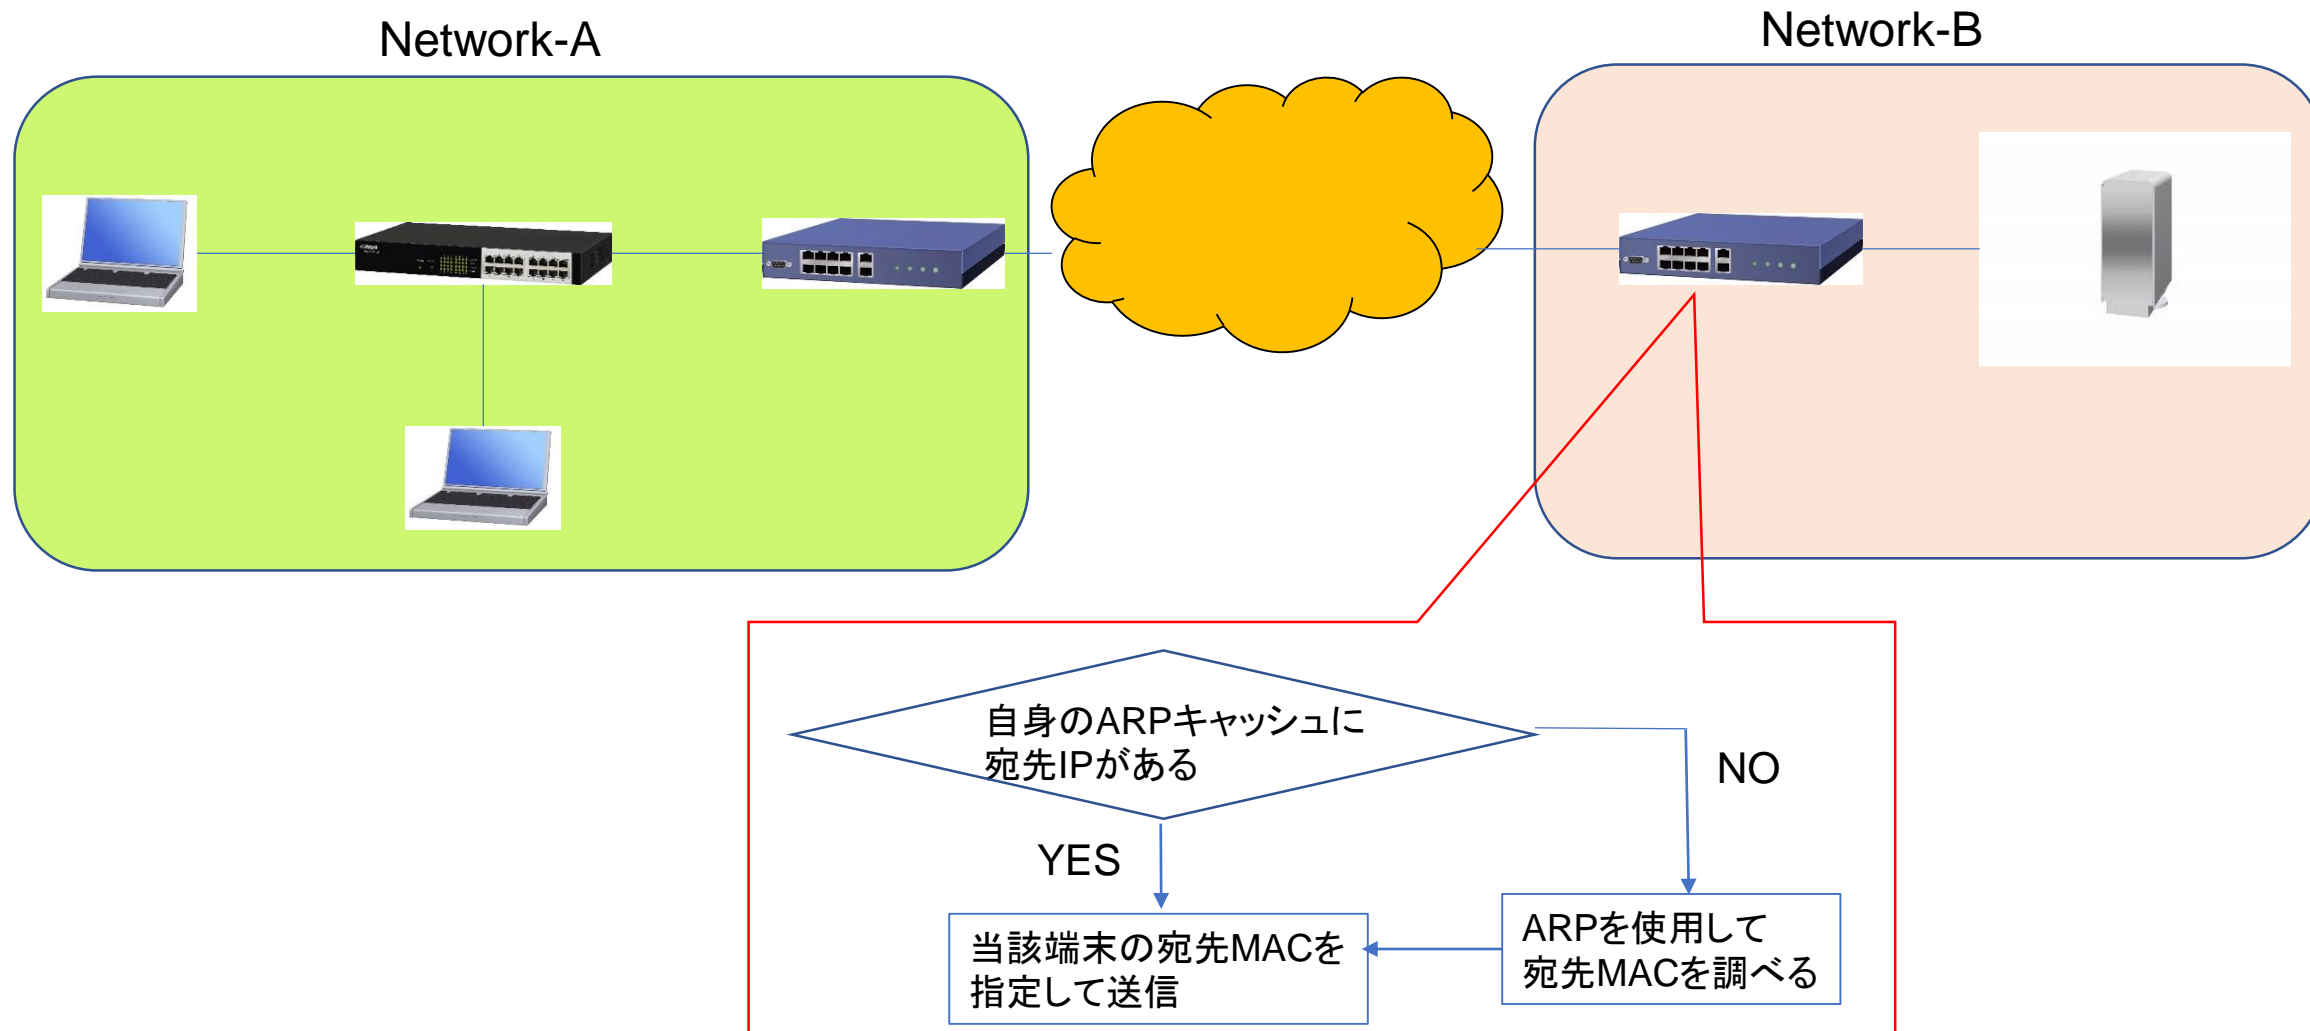 Network-A
Network-B
自身のARPキャッシュに
宛先IPがある
NO
YES
当該端末の宛先MACを
指定して送信
ARPを使用して
宛先MACを調べる